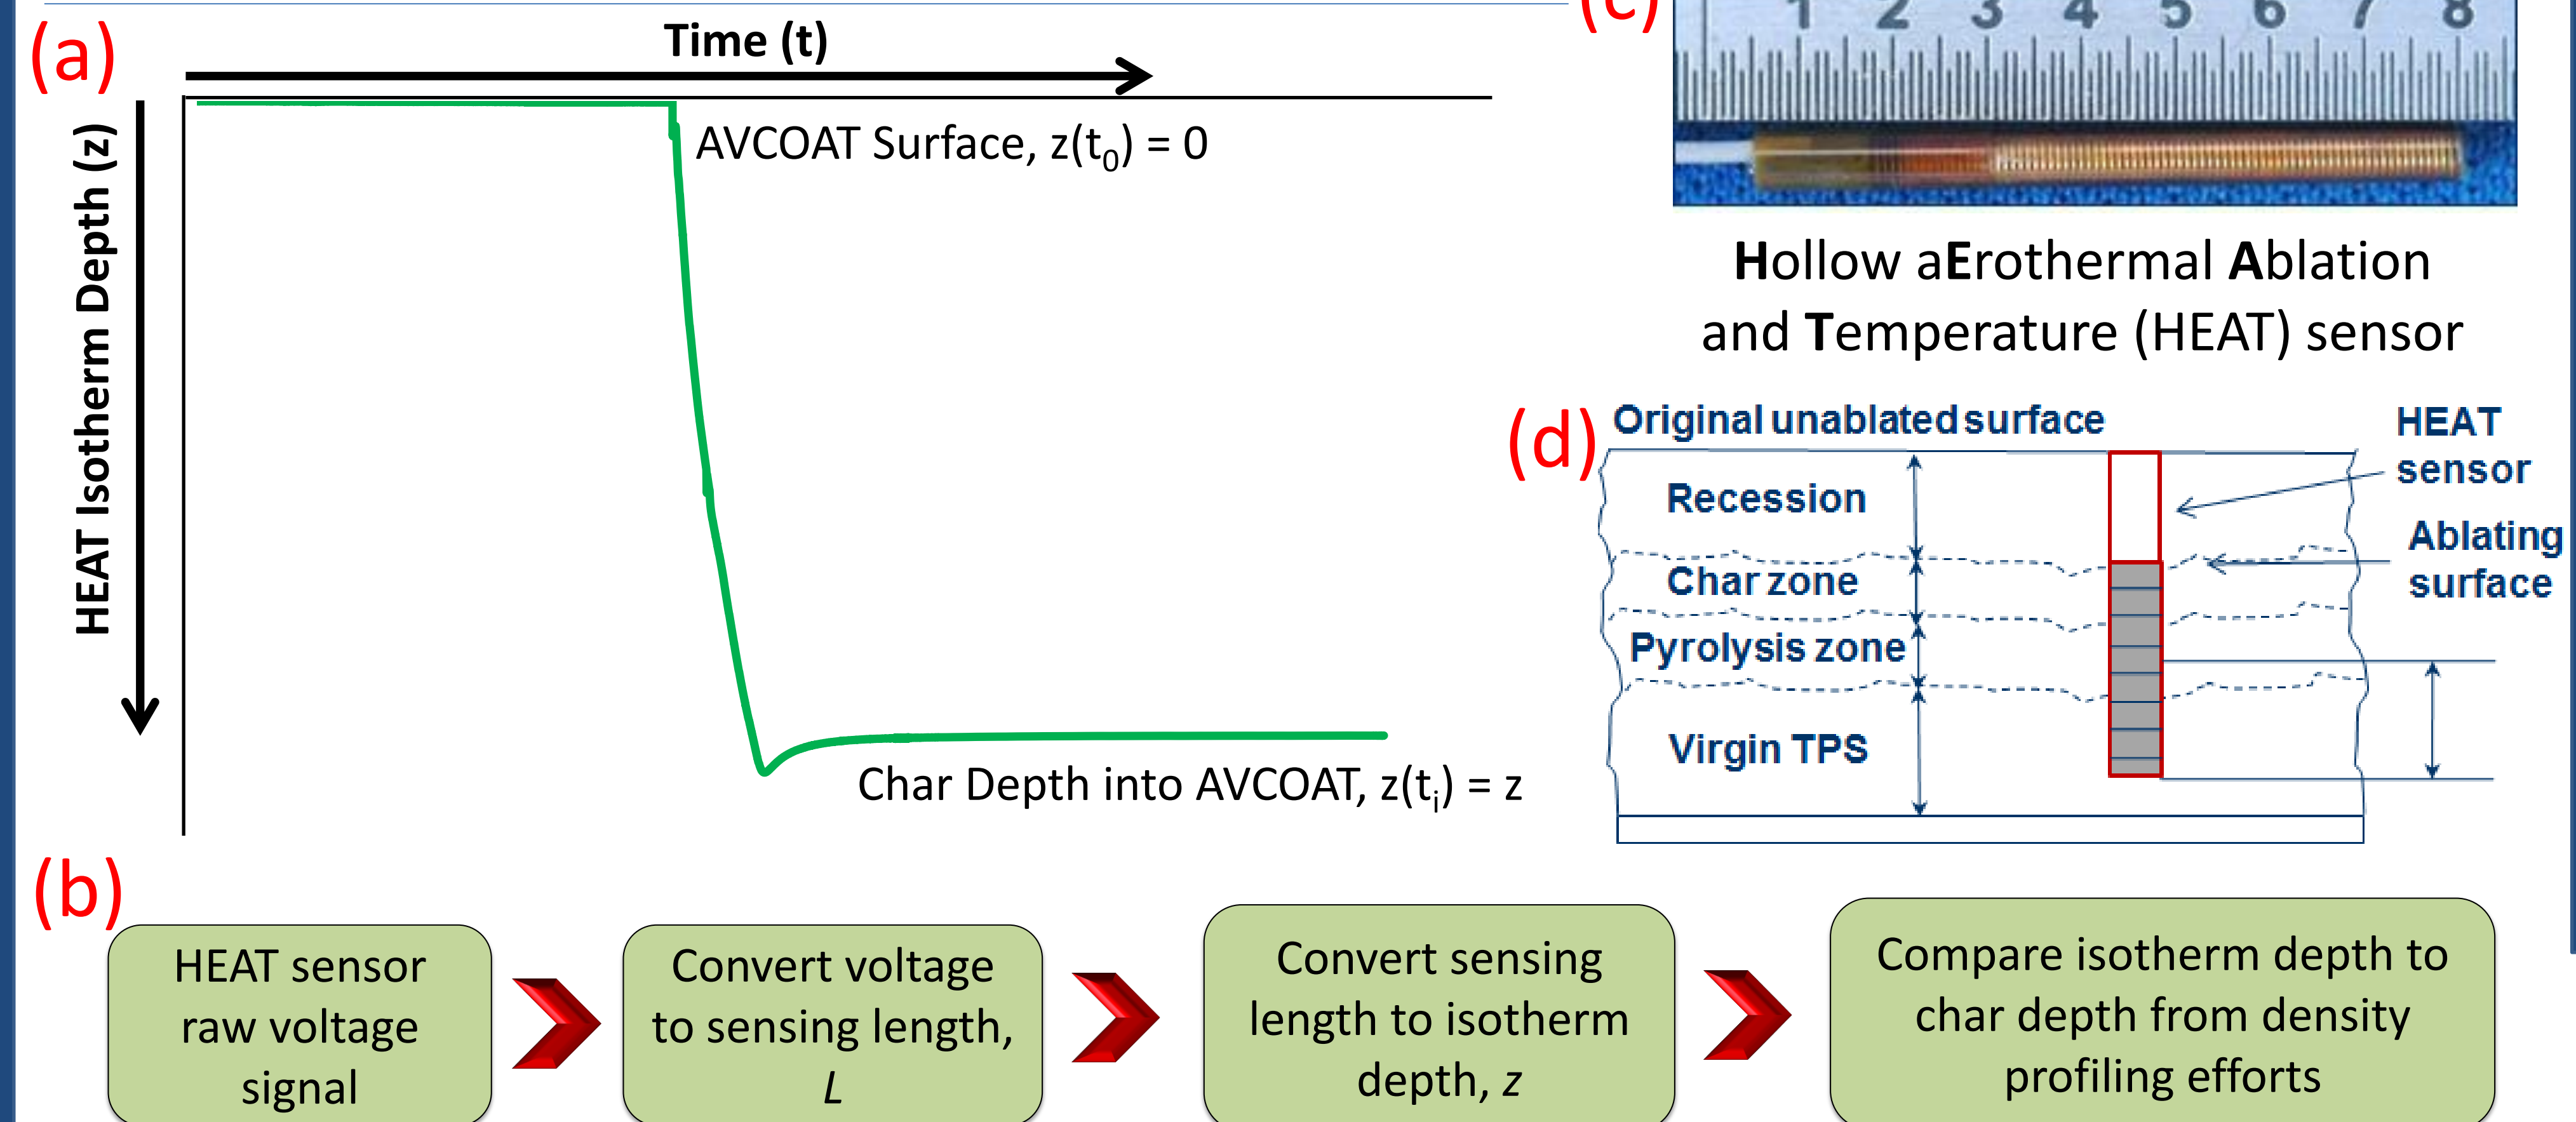 (a)
Time (t)
HEAT Isotherm Depth (z)
AVCOAT Surface, z(t₀) = 0
Char Depth into AVCOAT, z(tᵢ) = z
(c)
1 2 3 4 5 6 7 8
Hollow aErothermal Ablation
and Temperature (HEAT) sensor
(d)
Original unablated surface
HEAT
sensor
Recession
Ablating
surface
Char zone
Pyrolysis zone
Virgin TPS
(b)
HEAT sensor
raw voltage
signal
Convert voltage
to sensing length,
L
Convert sensing
length to isotherm
depth, z
Compare isotherm depth to
char depth from density
profiling efforts